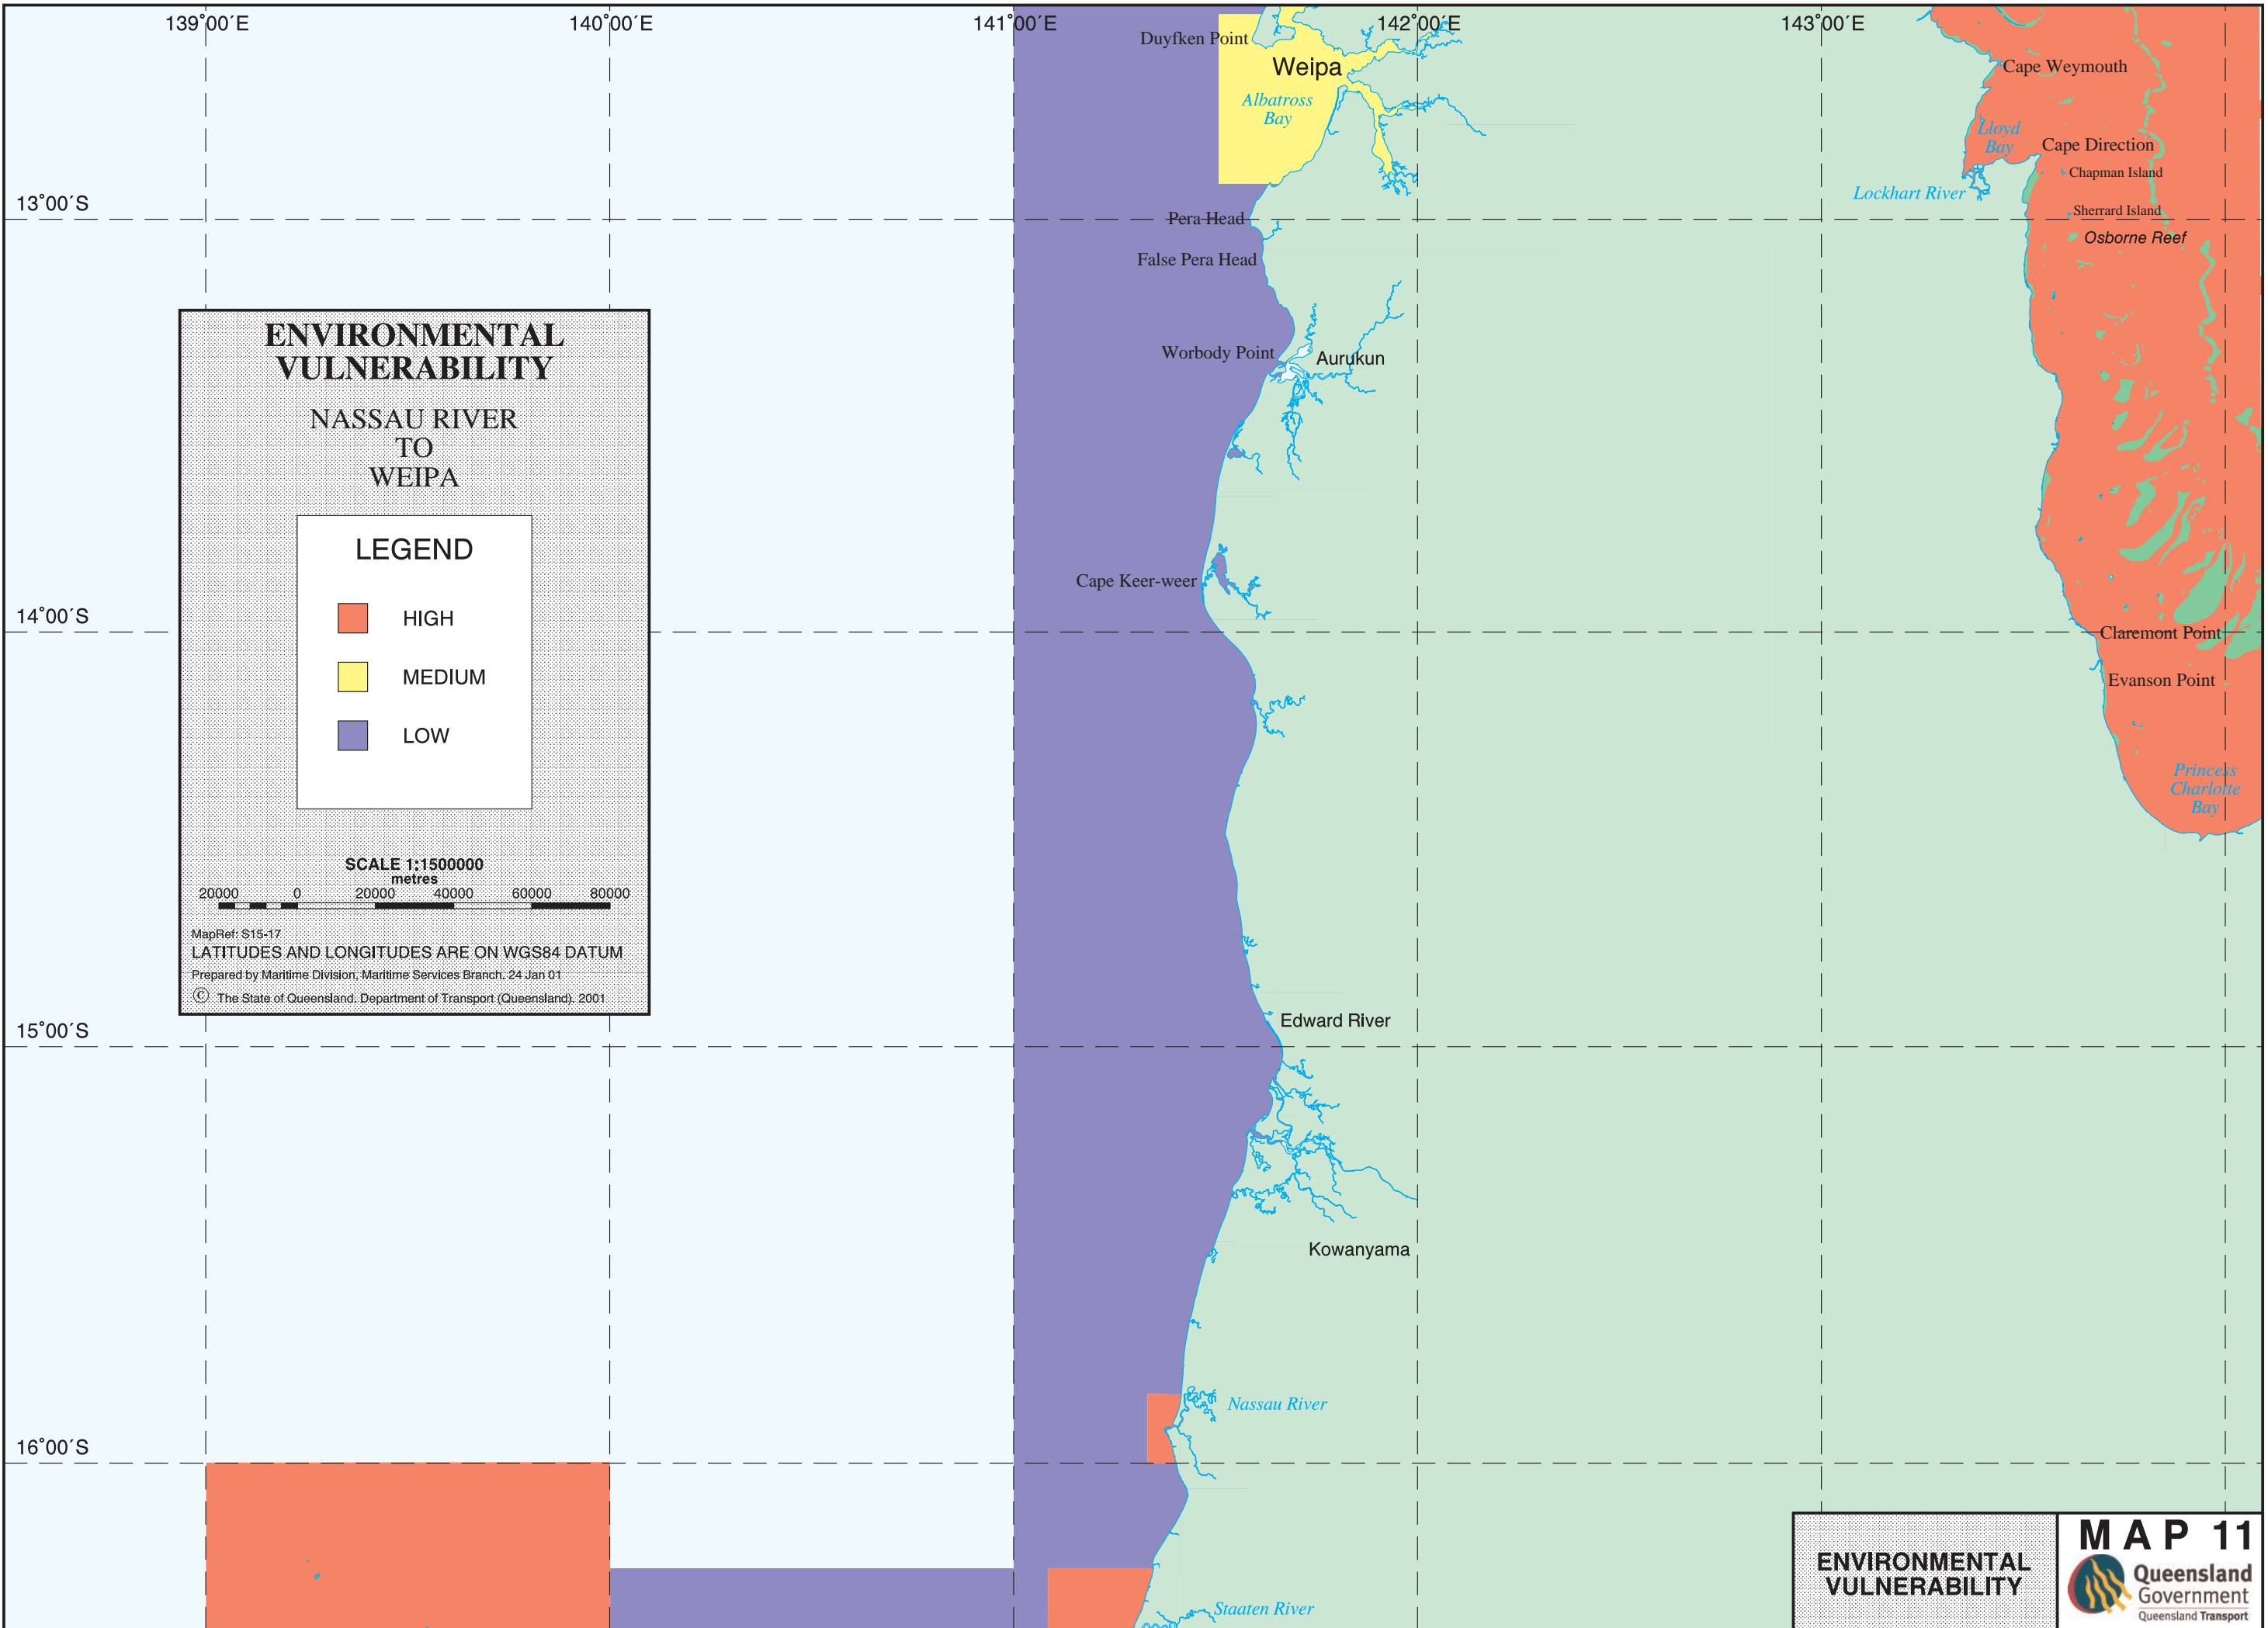 139°00´E 140°00´E 141°00´E 142°00´E 143°00´E
Duyfken Point
Weipa
Albatross
Bay
Cape Weymouth
Lloyd
Bay
Cape Direction
Chapman Island
Lockhart River
13°00´S
Pera Head
Sherrard Island
Osborne Reef
False Pera Head
Worbody Point
Aurukun
ENVIRONMENTAL
VULNERABILITY
NASSAU RIVER
TO
WEIPA
LEGEND
HIGH
MEDIUM
LOW
SCALE 1:1500000
metres
20000 0 20000 40000 60000 80000
MapRef: S15-17
LATITUDES AND LONGITUDES ARE ON WGS84 DATUM
Prepared by Maritime Division, Maritime Services Branch, 24 Jan 01
© The State of Queensland. Department of Transport (Queensland). 2001
Cape Keer-weer
14°00´S
Claremont Point
Evanson Point
Princess
Charlotte
Bay
15°00´S
Edward River
Kowanyama
Nassau River
16°00´S
Staaten River
ENVIRONMENTAL
VULNERABILITY
MAP 11
Queensland
Government
Queensland Transport